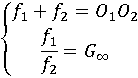 f₁ + f₂ = O₁O₂
f₁/f₂ = G∞